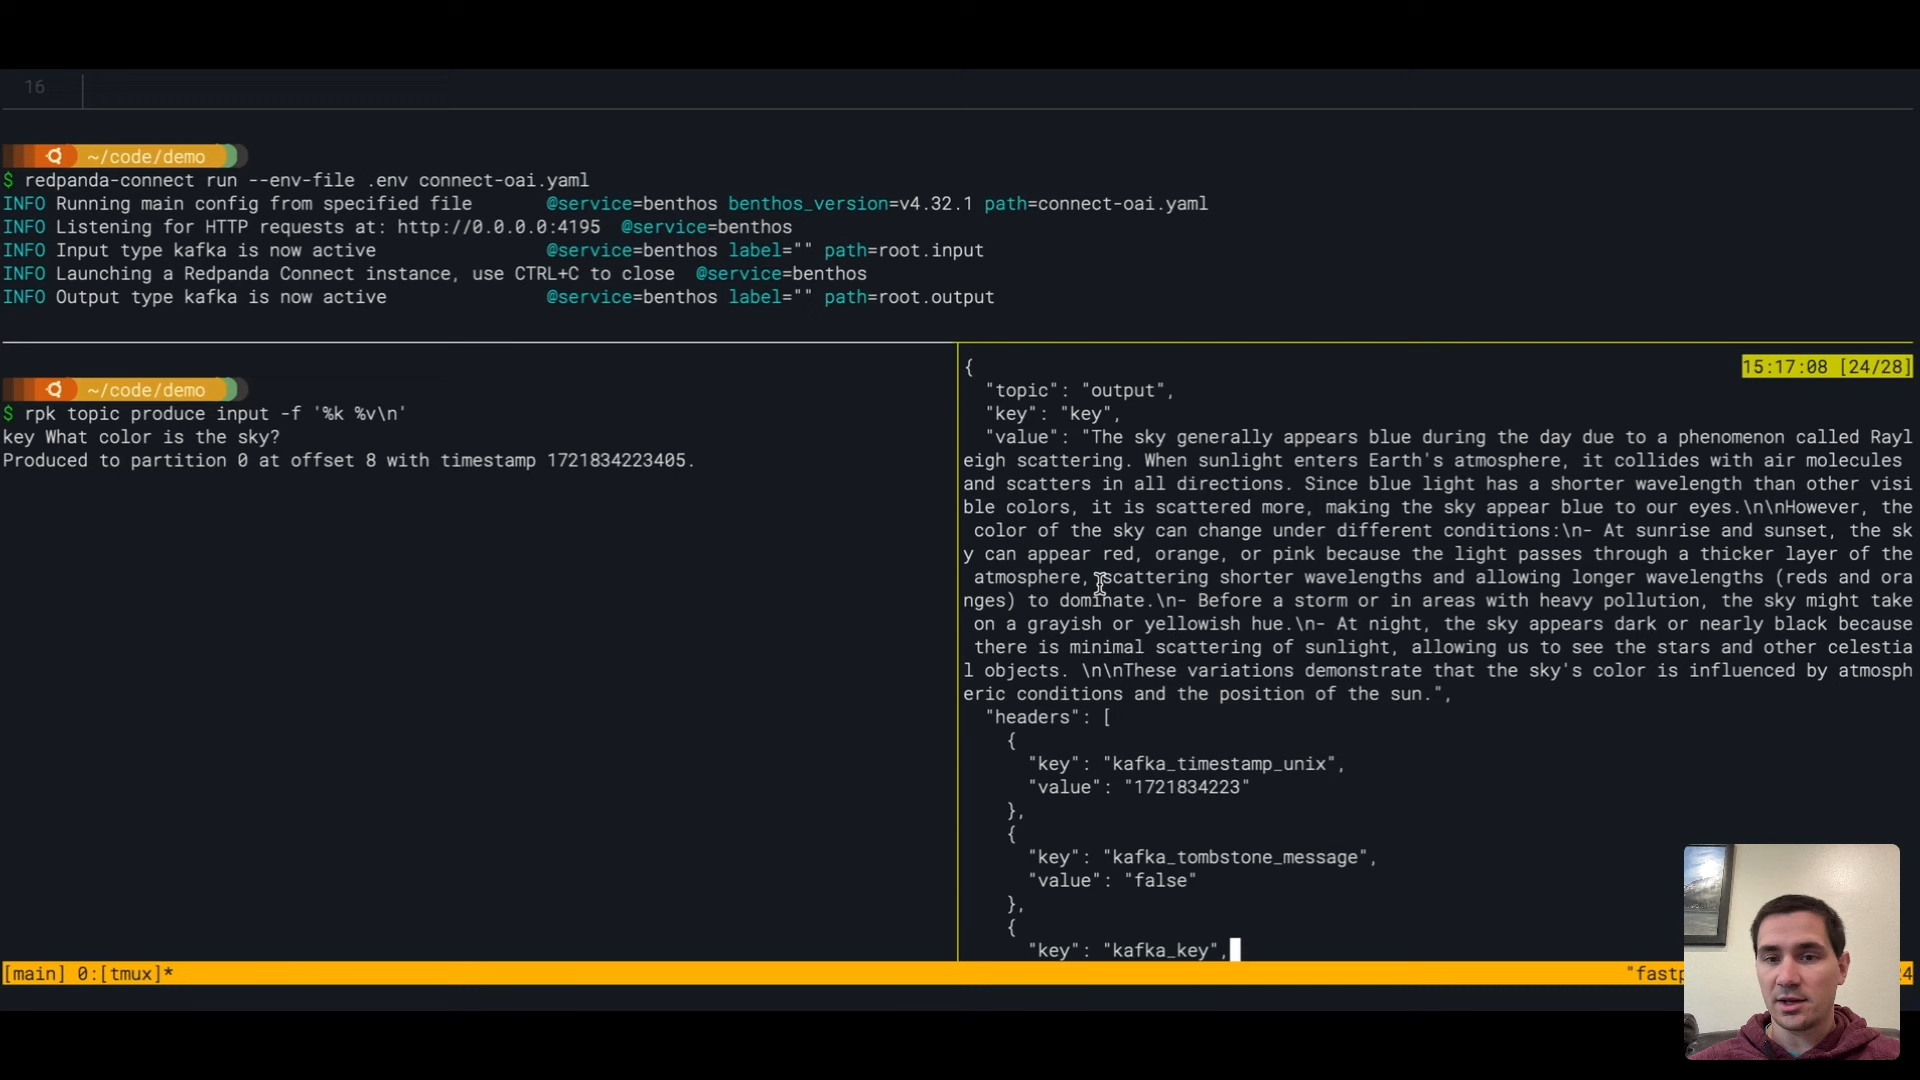 16
~/code/demo
$ redpanda-connect run --env-file .env connect-oai.yaml
INFO Running main config from specified file @service=benthos benthos_version=v4.32.1 path=connect-oai.yaml
INFO Listening for HTTP requests at: http://0.0.0.0:4195 @service=benthos
INFO Input type kafka is now active @service=benthos label="" path=root.input
INFO Launching a Redpanda Connect instance, use CTRL+C to close @service=benthos
INFO Output type kafka is now active @service=benthos label="" path=root.output
~/code/demo
$ rpk topic produce input -f '%k %v\n'
key What color is the sky?
Produced to partition 0 at offset 8 with timestamp 1721834223405.
{
15:17:08 [24/28]
"topic": "output",
"key": "key",
"value": "The sky generally appears blue during the day due to a phenomenon called Rayl
eigh scattering. When sunlight enters Earth's atmosphere, it collides with air molecules
and scatters in all directions. Since blue light has a shorter wavelength than other visi
ble colors, it is scattered more, making the sky appear blue to our eyes.\n\nHowever, the
color of the sky can change under different conditions:\n- At sunrise and sunset, the sk
y can appear red, orange, or pink because the light passes through a thicker layer of the
atmosphere, scattering shorter wavelengths and allowing longer wavelengths (reds and ora
nges) to dominate.\n- Before a storm or in areas with heavy pollution, the sky might take
on a grayish or yellowish hue.\n- At night, the sky appears dark or nearly black because
there is minimal scattering of sunlight, allowing us to see the stars and other celestia
l objects. \n\nThese variations demonstrate that the sky's color is influenced by atmosph
eric conditions and the position of the sun.",
"headers": [
{
"key": "kafka_timestamp_unix",
"value": "1721834223"
},
{
"key": "kafka_tombstone_message",
"value": "false"
},
{
"key": "kafka_key",
[main] 0:[tmux]*